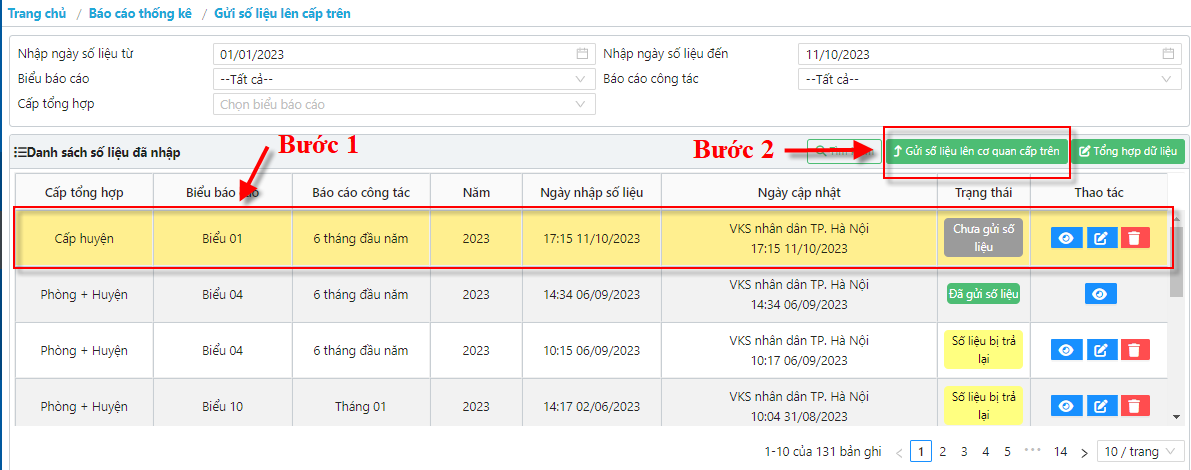 Trang chủ / Báo cáo thống kê / Gửi số liệu lên cấp trên
Nhập ngày số liệu từ 01/01/2023 Nhập ngày số liệu đến 11/10/2023
Biểu báo cáo --Tất cả-- Báo cáo công tác --Tất cả--
Cấp tổng hợp Chọn biểu báo cáo
Bước 1
Bước 2
Danh sách số liệu đã nhập Gửi số liệu lên cơ quan cấp trên Tổng hợp dữ liệu
Cấp tổng hợp Biểu báo Báo cáo công tác Năm Ngày nhập số liệu Ngày cập nhật Trạng thái Thao tác
Cấp huyện Biểu 01 6 tháng đầu năm 2023 17:15 11/10/2023 VKS nhân dân TP. Hà Nội Chưa gửi số
17:15 11/10/2023 liệu
Phòng + Huyện Biểu 04 6 tháng đầu năm 2023 14:34 06/09/2023 VKS nhân dân TP. Hà Nội Đã gửi số liệu
14:34 06/09/2023
Phòng + Huyện Biểu 04 6 tháng đầu năm 2023 10:15 06/09/2023 VKS nhân dân TP. Hà Nội Số liệu bị trả
10:17 06/09/2023 lại
Phòng + Huyện Biểu 10 Tháng 01 2023 14:17 02/06/2023 VKS nhân dân TP. Hà Nội Số liệu bị trả
10:04 31/08/2023 lại
1-10 của 131 bản ghi < 1 2 3 4 5 ••• 14 > 10 / trang